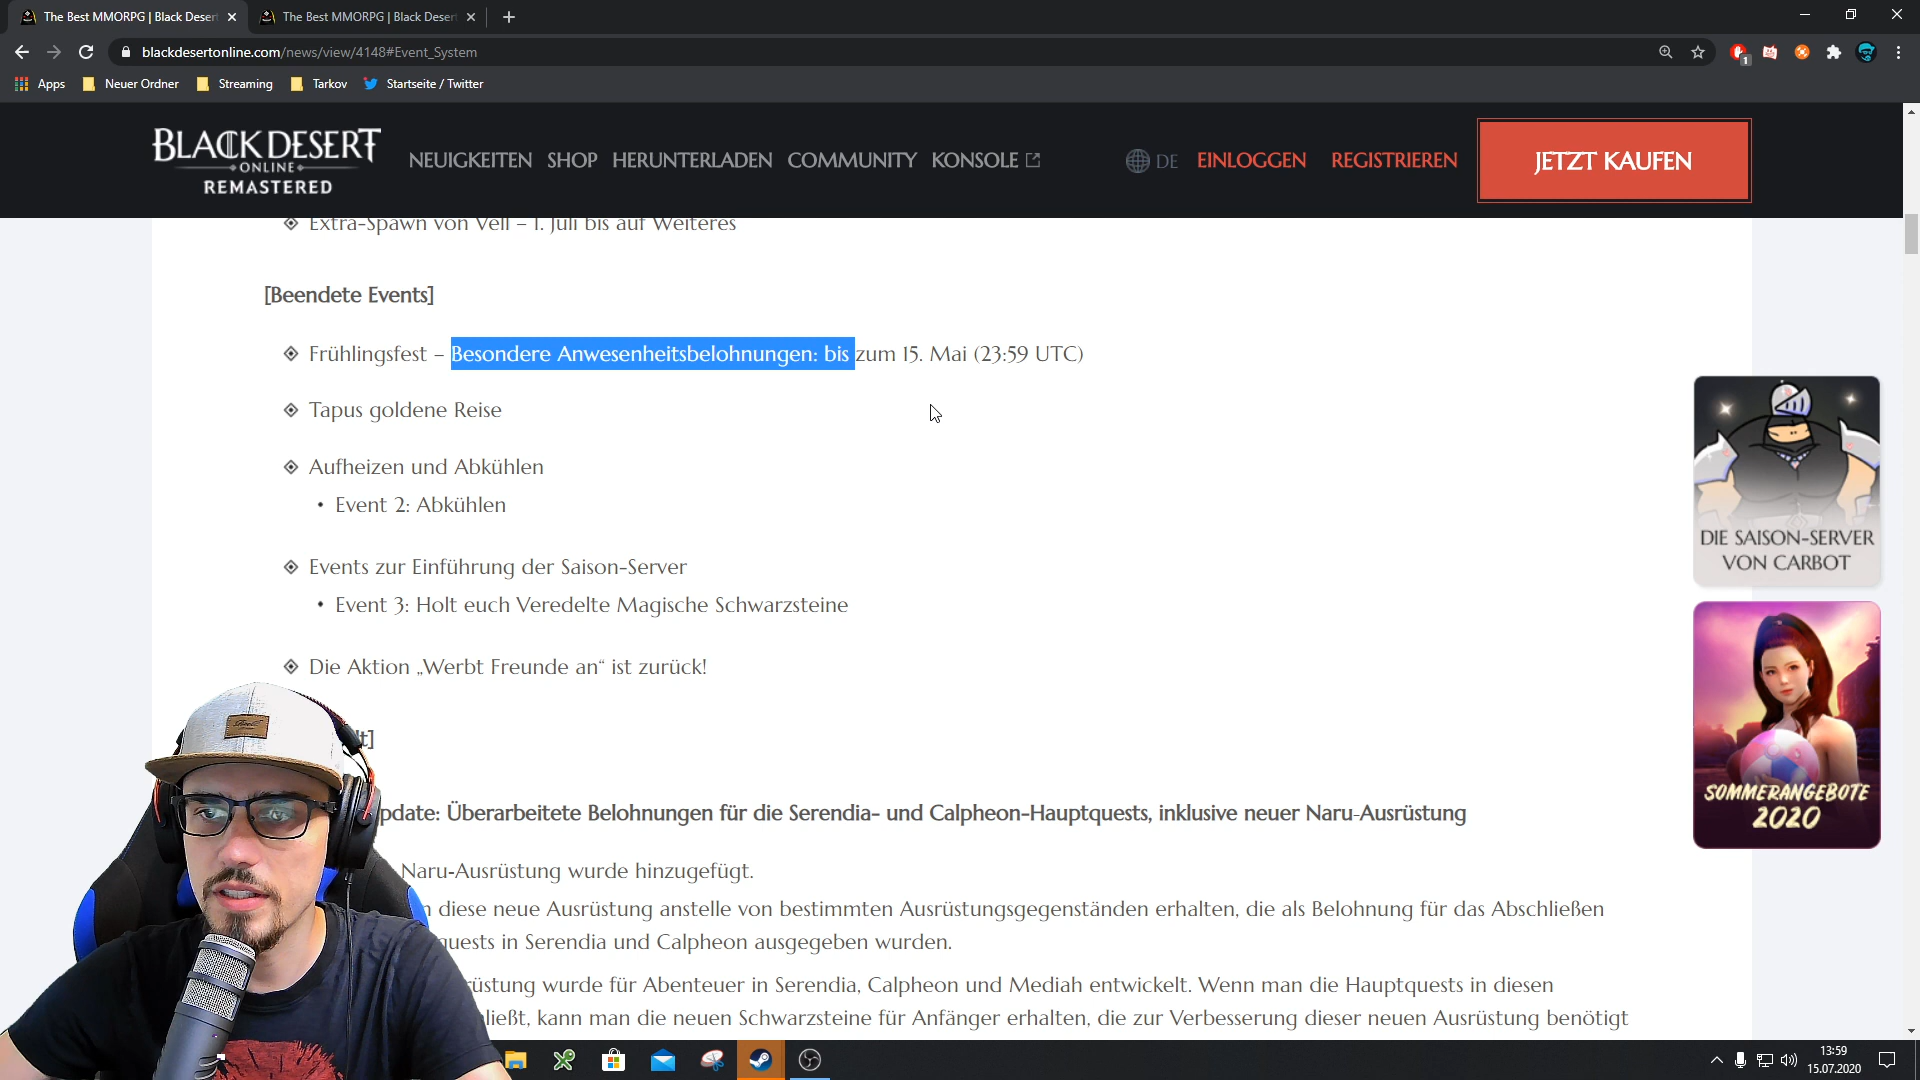 The Best MMORPG | Black Desert
The Best MMORPG | Black Desert
blackdesertonline.com/news/view/4148#Event_System
1
Apps
Neuer Ordner
Streaming
Tarkov
Startseite / Twitter
BLACK DESERT
ONLINE
REMASTERED
NEUIGKEITEN
SHOP
HERUNTERLADEN
COMMUNITY
KONSOLE
DE
EINLOGGEN
REGISTRIEREN
JETZT KAUFEN
Extra-Spawn von Vell – 1. Juli bis auf Weiteres
[Beendete Events]
Frühlingsfest – Besondere Anwesenheitsbelohnungen: bis zum 15. Mai (23:59 UTC)
Tapus goldene Reise
Aufheizen und Abkühlen
• Event 2: Abkühlen
Events zur Einführung der Saison-Server
• Event 3: Holt euch Veredelte Magische Schwarzsteine
Die Aktion „Werbt Freunde an“ ist zurück!
DIE SAISON-SERVER
VON CARBOT
SOMMERANGEBOTE
2020
pdate: Überarbeitete Belohnungen für die Serendia- und Calpheon-Hauptquests, inklusive neuer Naru-Ausrüstung
Naru-Ausrüstung wurde hinzugefügt.
n diese neue Ausrüstung anstelle von bestimmten Ausrüstungsgegenständen erhalten, die als Belohnung für das Abschließen
quests in Serendia und Calpheon ausgegeben wurden.
rüstung wurde für Abenteuer in Serendia, Calpheon und Mediah entwickelt. Wenn man die Hauptquests in diesen
ließt, kann man die neuen Schwarzsteine für Anfänger erhalten, die zur Verbesserung dieser neuen Ausrüstung benötigt
13:59
15.07.2020